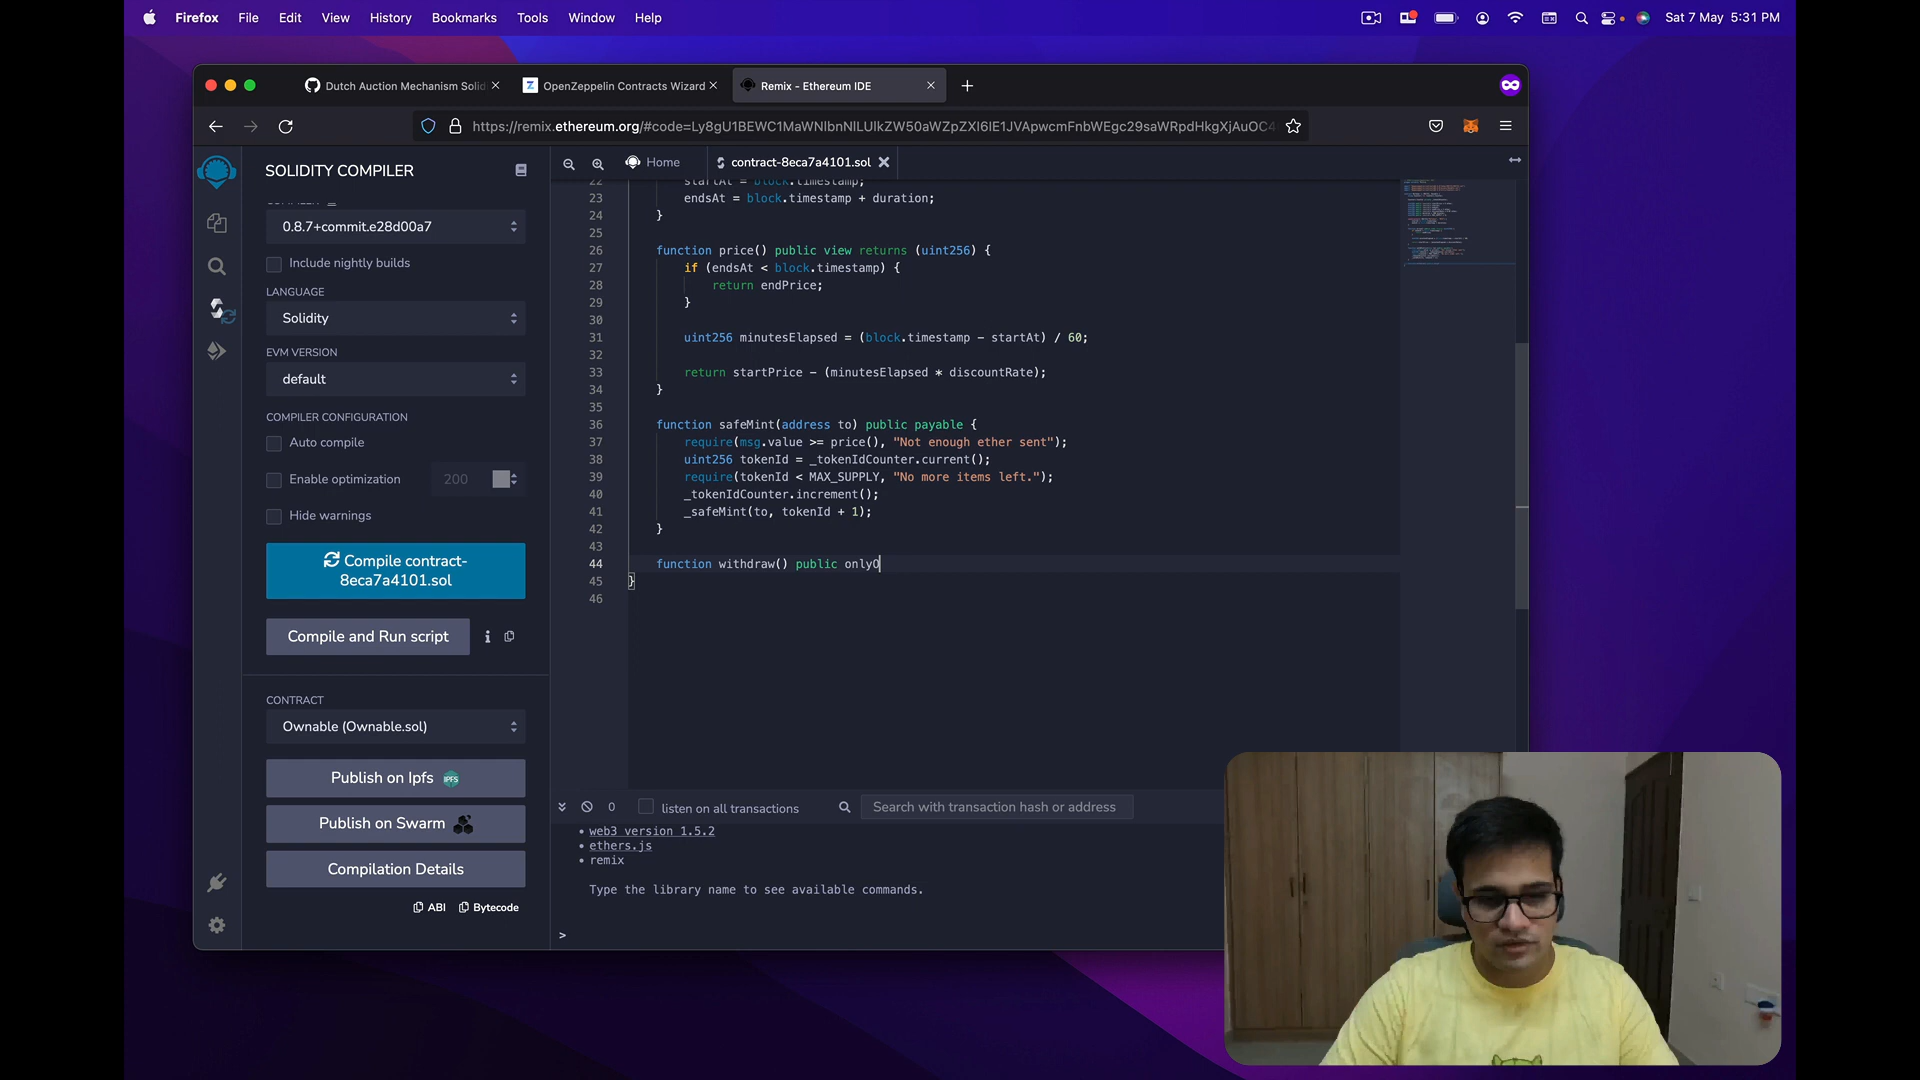 Firefox File Edit View History Bookmarks Tools Window Help Sat 7 May 5:31 PM
Dutch Auction Mechanism Solid OpenZeppelin Contracts Wizard Remix - Ethereum IDE
SOLIDITY COMPILER
Home contract-8eca7a4101.sol
0.8.7+commit.e28d00a7
Include nightly builds
LANGUAGE
Solidity
EVM VERSION
default
COMPILER CONFIGURATION
Auto compile
Enable optimization 200
Hide warnings
Compile contract-
8eca7a4101.sol
Compile and Run script
CONTRACT
Ownable (Ownable.sol)
Publish on Ipfs
IPFS
Publish on Swarm
Compilation Details
ABI Bytecode
22 startAt = block.timestamp;
23 endsAt = block.timestamp + duration;
24 }
25
26 function price() public view returns (uint256) {
27 if (endsAt < block.timestamp) {
28 return endPrice;
29 }
30
31 uint256 minutesElapsed = (block.timestamp - startAt) / 60;
32
33 return startPrice - (minutesElapsed * discountRate);
34 }
35
36 function safeMint(address to) public payable {
37 require(msg.value >= price(), "Not enough ether sent");
38 uint256 tokenId = _tokenIdCounter.current();
39 require(tokenId < MAX_SUPPLY, "No more items left.");
40 _tokenIdCounter.increment();
41 _safeMint(to, tokenId + 1);
42 }
43
44 function withdraw() public onlyO
45 }
46
0 listen on all transactions Search with transaction hash or address
• web3 version 1.5.2
• ethers.js
• remix
Type the library name to see available commands.
>